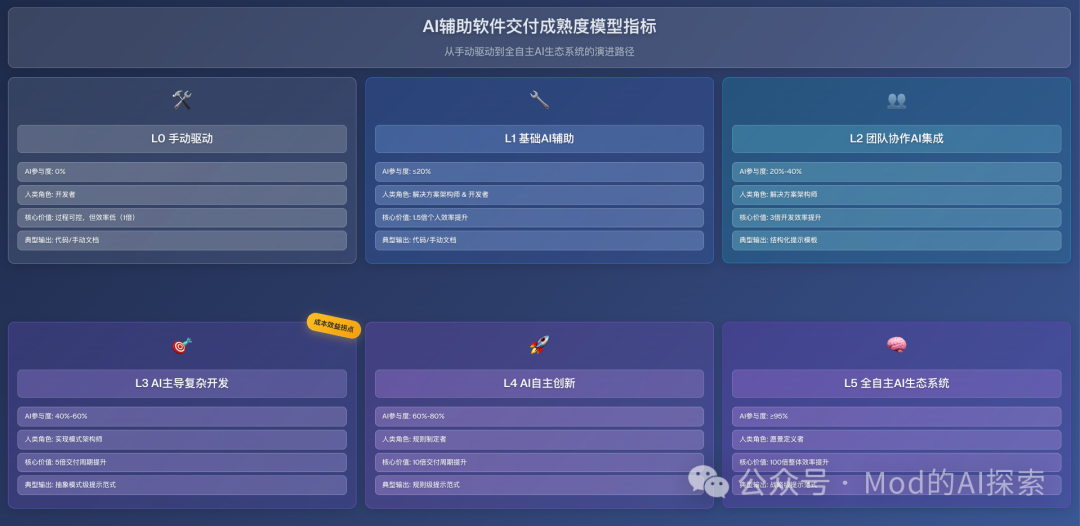 AI辅助软件交付成熟度模型指标
从手动驱动到全自主AI生态系统的演进路径
L0 手动驱动
AI参与度: 0%
人类角色: 开发者
核心价值: 过程可控，但效率低（1倍）
典型输出: 代码/手动文档
L1 基础AI辅助
AI参与度: ≤20%
人类角色: 解决方案架构师 & 开发者
核心价值: 1.5倍个人效率提升
典型输出: 代码/手动文档
L2 团队协作AI集成
AI参与度: 20%-40%
人类角色: 解决方案架构师
核心价值: 3倍开发效率提升
典型输出: 结构化提示模板
成本效益拐点
L3 AI主导复杂开发
AI参与度: 40%-60%
人类角色: 实现模式架构师
核心价值: 5倍交付周期提升
典型输出: 抽象模式级提示范式
L4 AI自主创新
AI参与度: 60%-80%
人类角色: 规则制定者
核心价值: 10倍交付周期提升
典型输出: 规则级提示范式
L5 全自主AI生态系统
AI参与度: ≥95%
人类角色: 愿景定义者
核心价值: 100倍整体效率提升
典型输出: 战略级提示范式
公众号 · Mod的AI探索